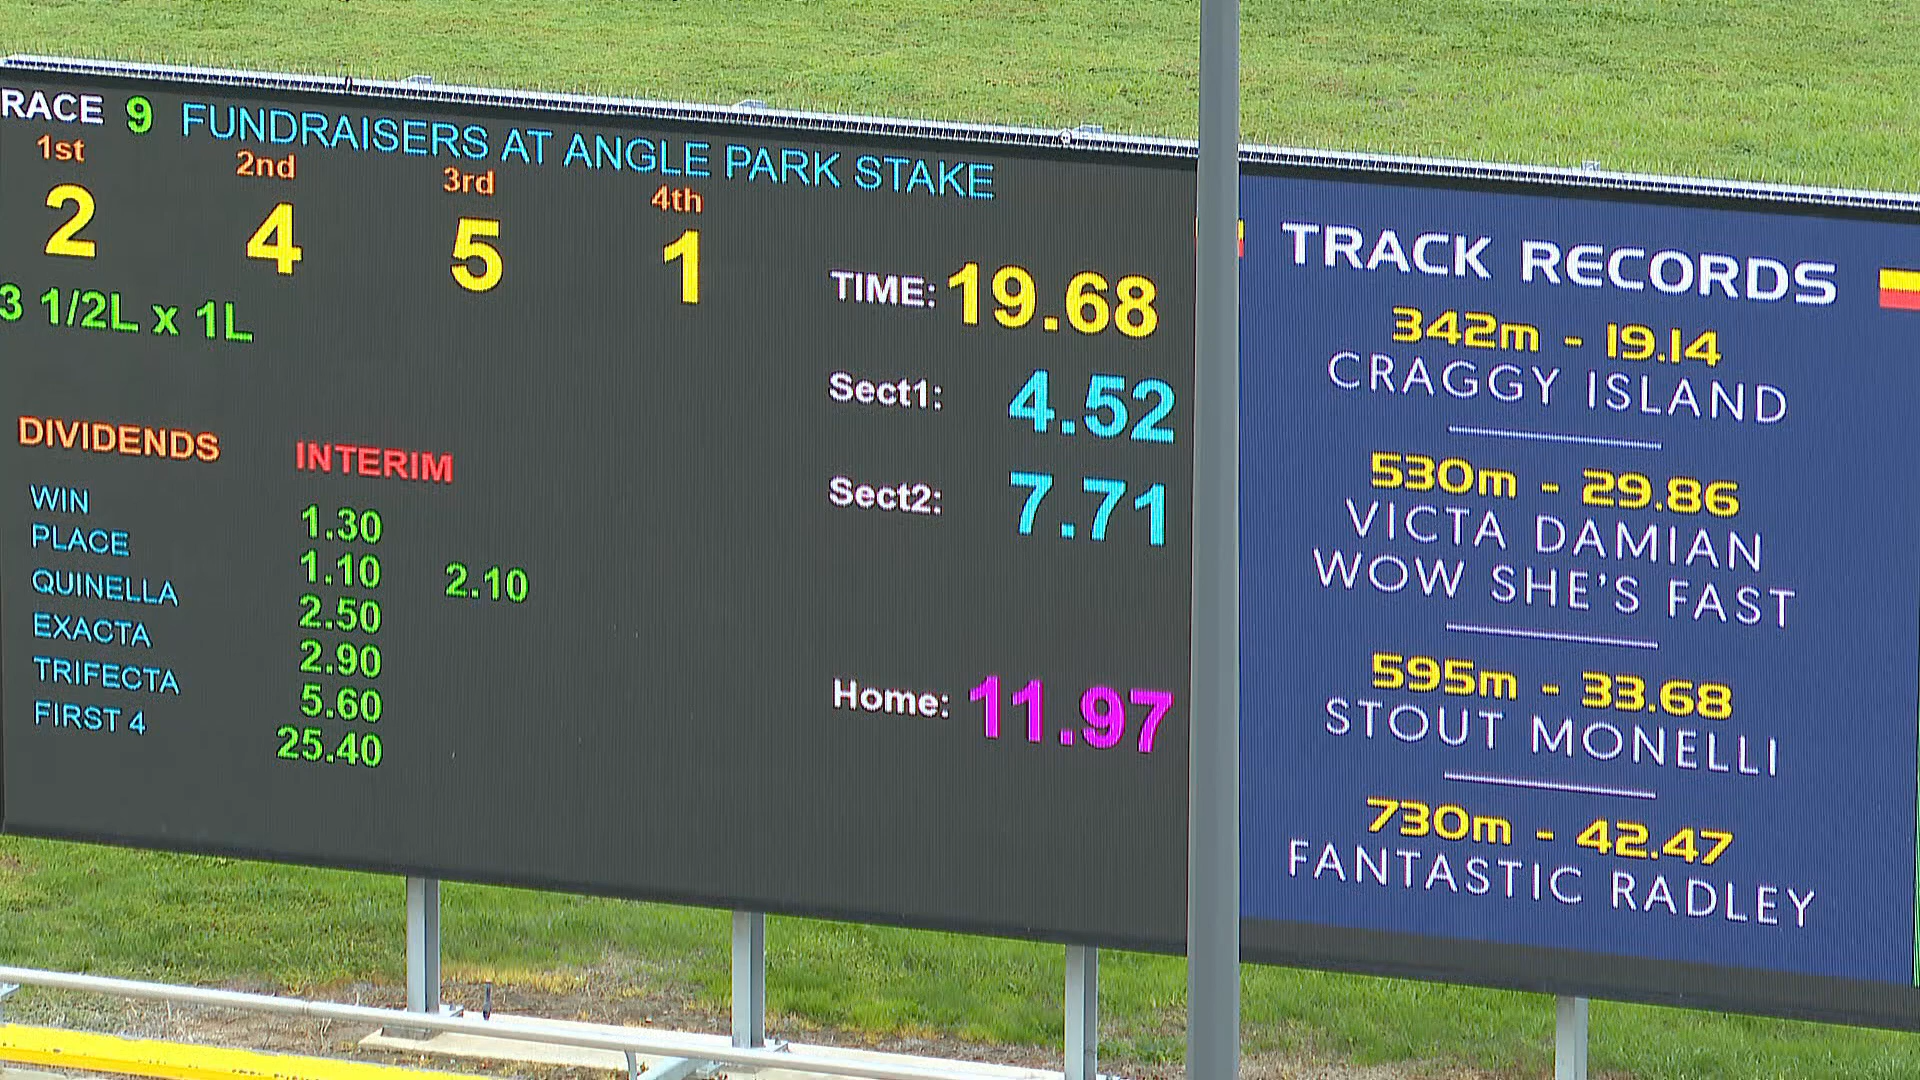 RACE 9 FUNDRAISERS AT ANGLE PARK STAKE
1st 2nd 3rd 4th
2 4 5 1
3 1/2L x 1L
TIME: 19.68
Sect1: 4.52
Sect2: 7.71
Home: 11.97
DIVIDENDS INTERIM
WIN 1.30
PLACE 1.10 2.10
QUINELLA 2.50
EXACTA 2.90
TRIFECTA 5.60
FIRST 4 25.40
TRACK RECORDS
342m - 19.14
CRAGGY ISLAND
530m - 29.86
VICTA DAMIAN
WOW SHE'S FAST
595m - 33.68
STOUT MONELLI
730m - 42.47
FANTASTIC RADLEY